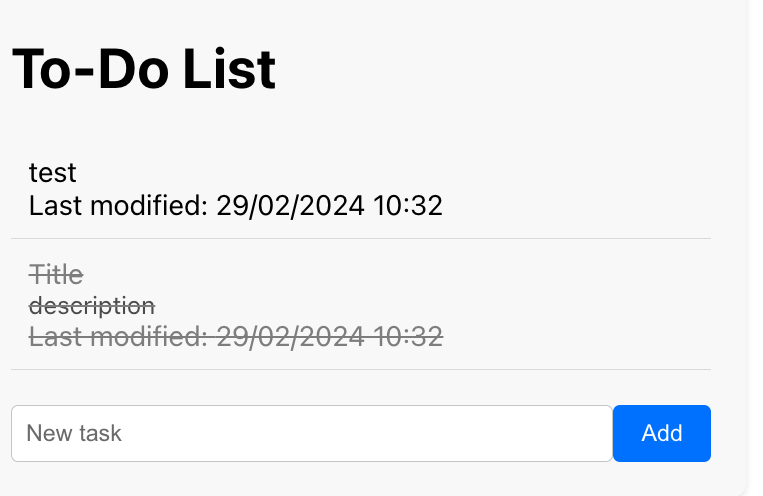 To-Do List
test
Last modified: 29/02/2024 10:32
Title
description
Last modified: 29/02/2024 10:32
New task
Add